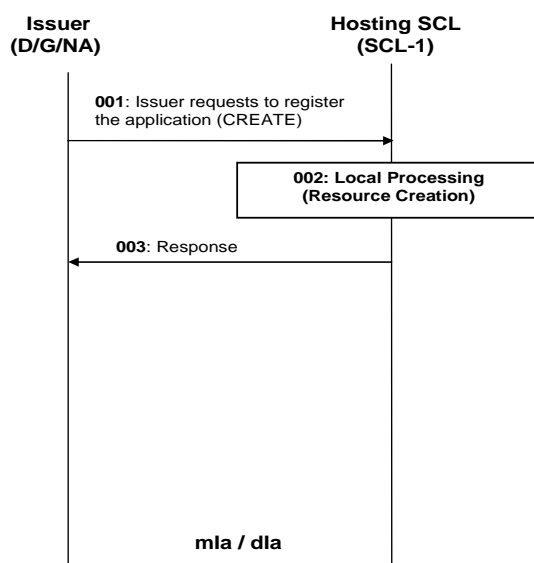 Issuer
(D/G/NA)
Hosting SCL
(SCL-1)
001: Issuer requests to register
the application (CREATE)
002: Local Processing
(Resource Creation)
003: Response
mIa / dIa